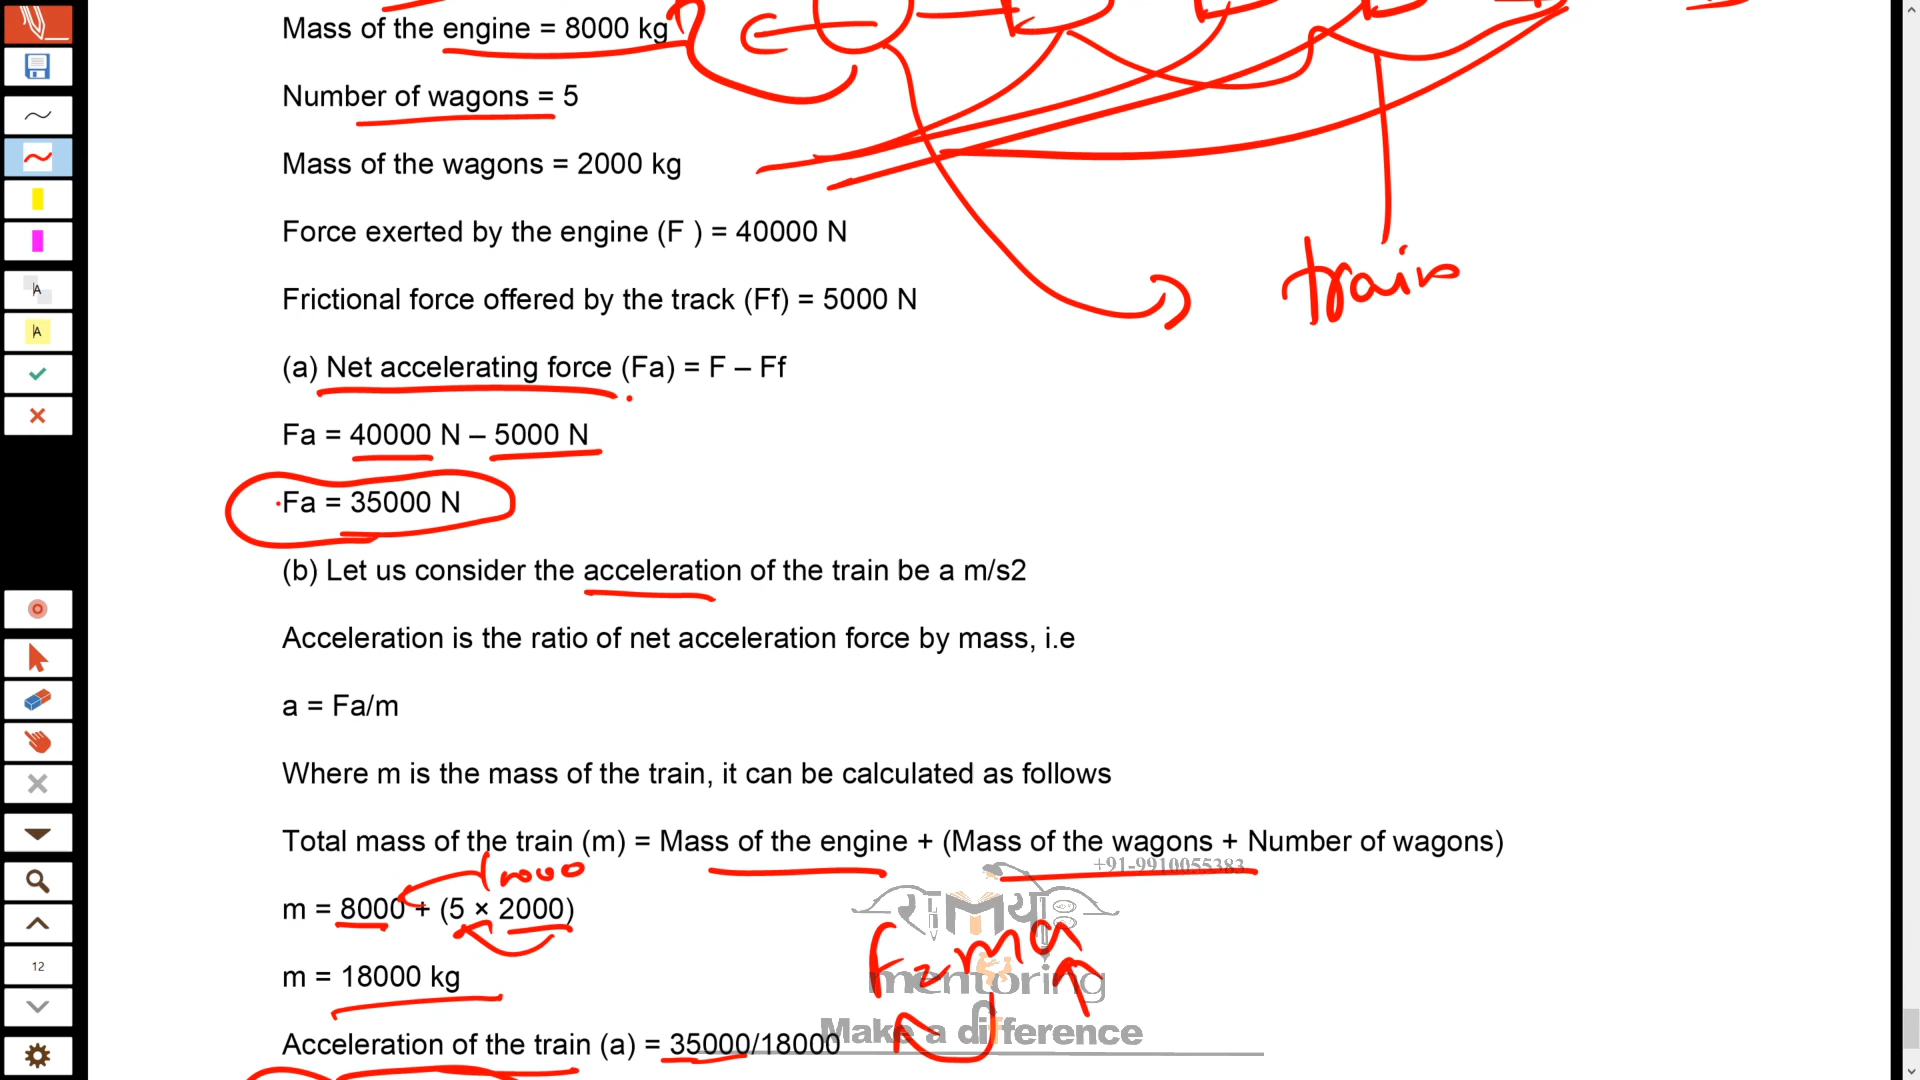 Mass of the engine = 8000 kg
Number of wagons = 5
Mass of the wagons = 2000 kg
Force exerted by the engine (F ) = 40000 N
Frictional force offered by the track (Ff) = 5000 N
train
(a) Net accelerating force (Fa) = F – Ff
Fa = 40000 N – 5000 N
Fa = 35000 N
(b) Let us consider the acceleration of the train be a m/s2
Acceleration is the ratio of net acceleration force by mass, i.e
a = Fa/m
Where m is the mass of the train, it can be calculated as follows
Total mass of the train (m) = Mass of the engine + (Mass of the wagons + Number of wagons)
+91-9910055383
m = 8000 + (5 × 2000)
F = ma
m = 18000 kg
mentoring
Make a difference
Acceleration of the train (a) = 35000/18000
12